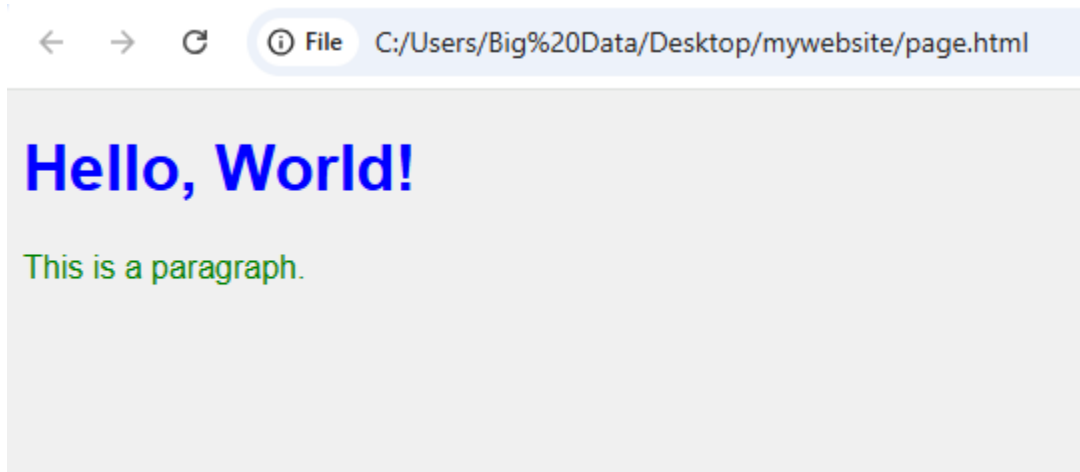 File C:/Users/Big%20Data/Desktop/mywebsite/page.html
Hello, World!
This is a paragraph.